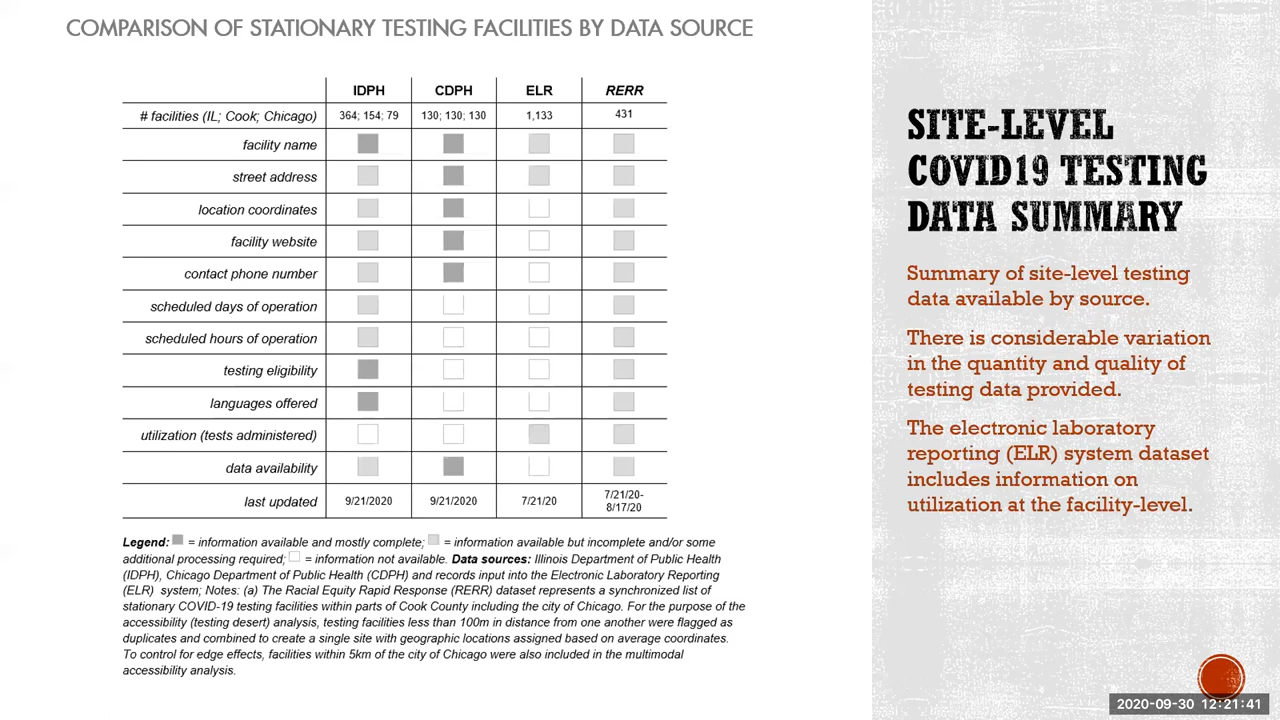 COMPARISON OF STATIONARY TESTING FACILITIES BY DATA SOURCE
IDPH CDPH ELR RERR
# facilities (IL; Cook; Chicago) 364; 154; 79 130; 130; 130 1,133 431
facility name
street address
location coordinates
facility website
contact phone number
scheduled days of operation
scheduled hours of operation
testing eligibility
languages offered
utilization (tests administered)
data availability
last updated 9/21/2020 9/21/2020 7/21/20 7/21/20-
8/17/20
Legend: = information available and mostly complete; = information available but incomplete and/or some
additional processing required; = information not available. Data sources: Illinois Department of Public Health
(IDPH), Chicago Department of Public Health (CDPH) and records input into the Electronic Laboratory Reporting
(ELR) system; Notes: (a) The Racial Equity Rapid Response (RERR) dataset represents a synchronized list of
stationary COVID-19 testing facilities within parts of Cook County including the city of Chicago. For the purpose of the
accessibility (testing desert) analysis, testing facilities less than 100m in distance from one another were flagged as
duplicates and combined to create a single site with geographic locations assigned based on average coordinates.
To control for edge effects, facilities within 5km of the city of Chicago were also included in the multimodal
accessibility analysis.
SITE-LEVEL
COVID19 TESTING
DATA SUMMARY
Summary of site-level testing
data available by source.
There is considerable variation
in the quantity and quality of
testing data provided.
The electronic laboratory
reporting (ELR) system dataset
includes information on
utilization at the facility-level.
2020-09-30 12:21:41